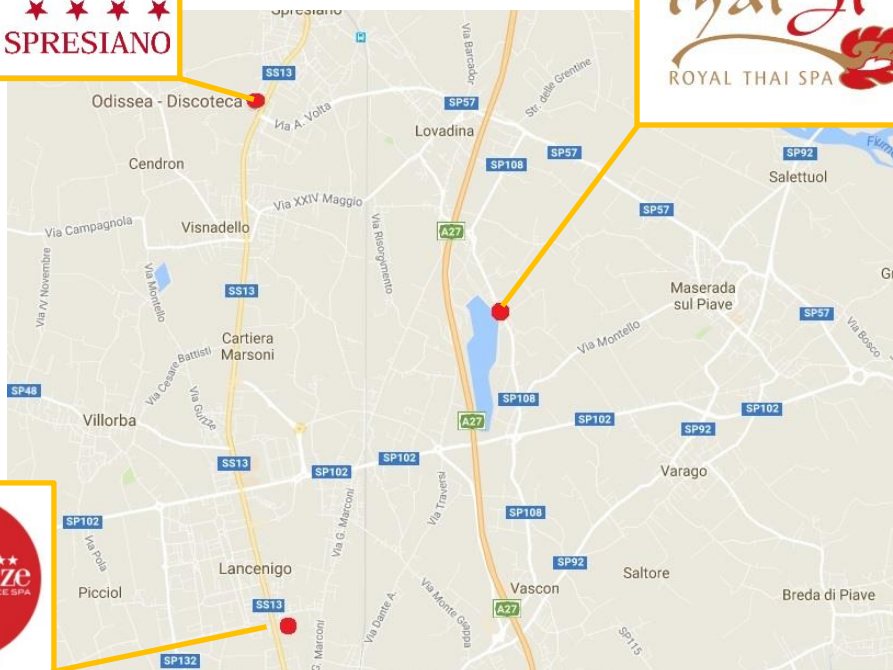 Spresiano
SPRESIANO
ROYAL THAI SPA
SS13
Odissea - Discoteca
Via A. Volta
Via Barcador
Str. delle Grentine
SP57
Lovadina
SP108
SP57
SP92
Salettuol
Cendron
Via XXIV Maggio
SP57
Via Campagnola
Visnadello
A27
Via Risorgimento
Via IV Novembre
Via Montello
SS13
Maserada
sul Piave
SP57
Via Bosco
Cartiera
Marsoni
Via Montello
Via Cesare Battisti
SP48
SP108
Villorba
A27
SP102
SP102
SP92
SS13
SP102
SP102
Varago
Via G. Marconi
Via Traversi
SP102
SP108
Via Pola
SP92
Lancenigo
Saltore
Picciol
Vascon
Breda di Piave
SS13
A27
Via Dante A.
Via Monte Grappa
G. Marconi
SP115
SP132